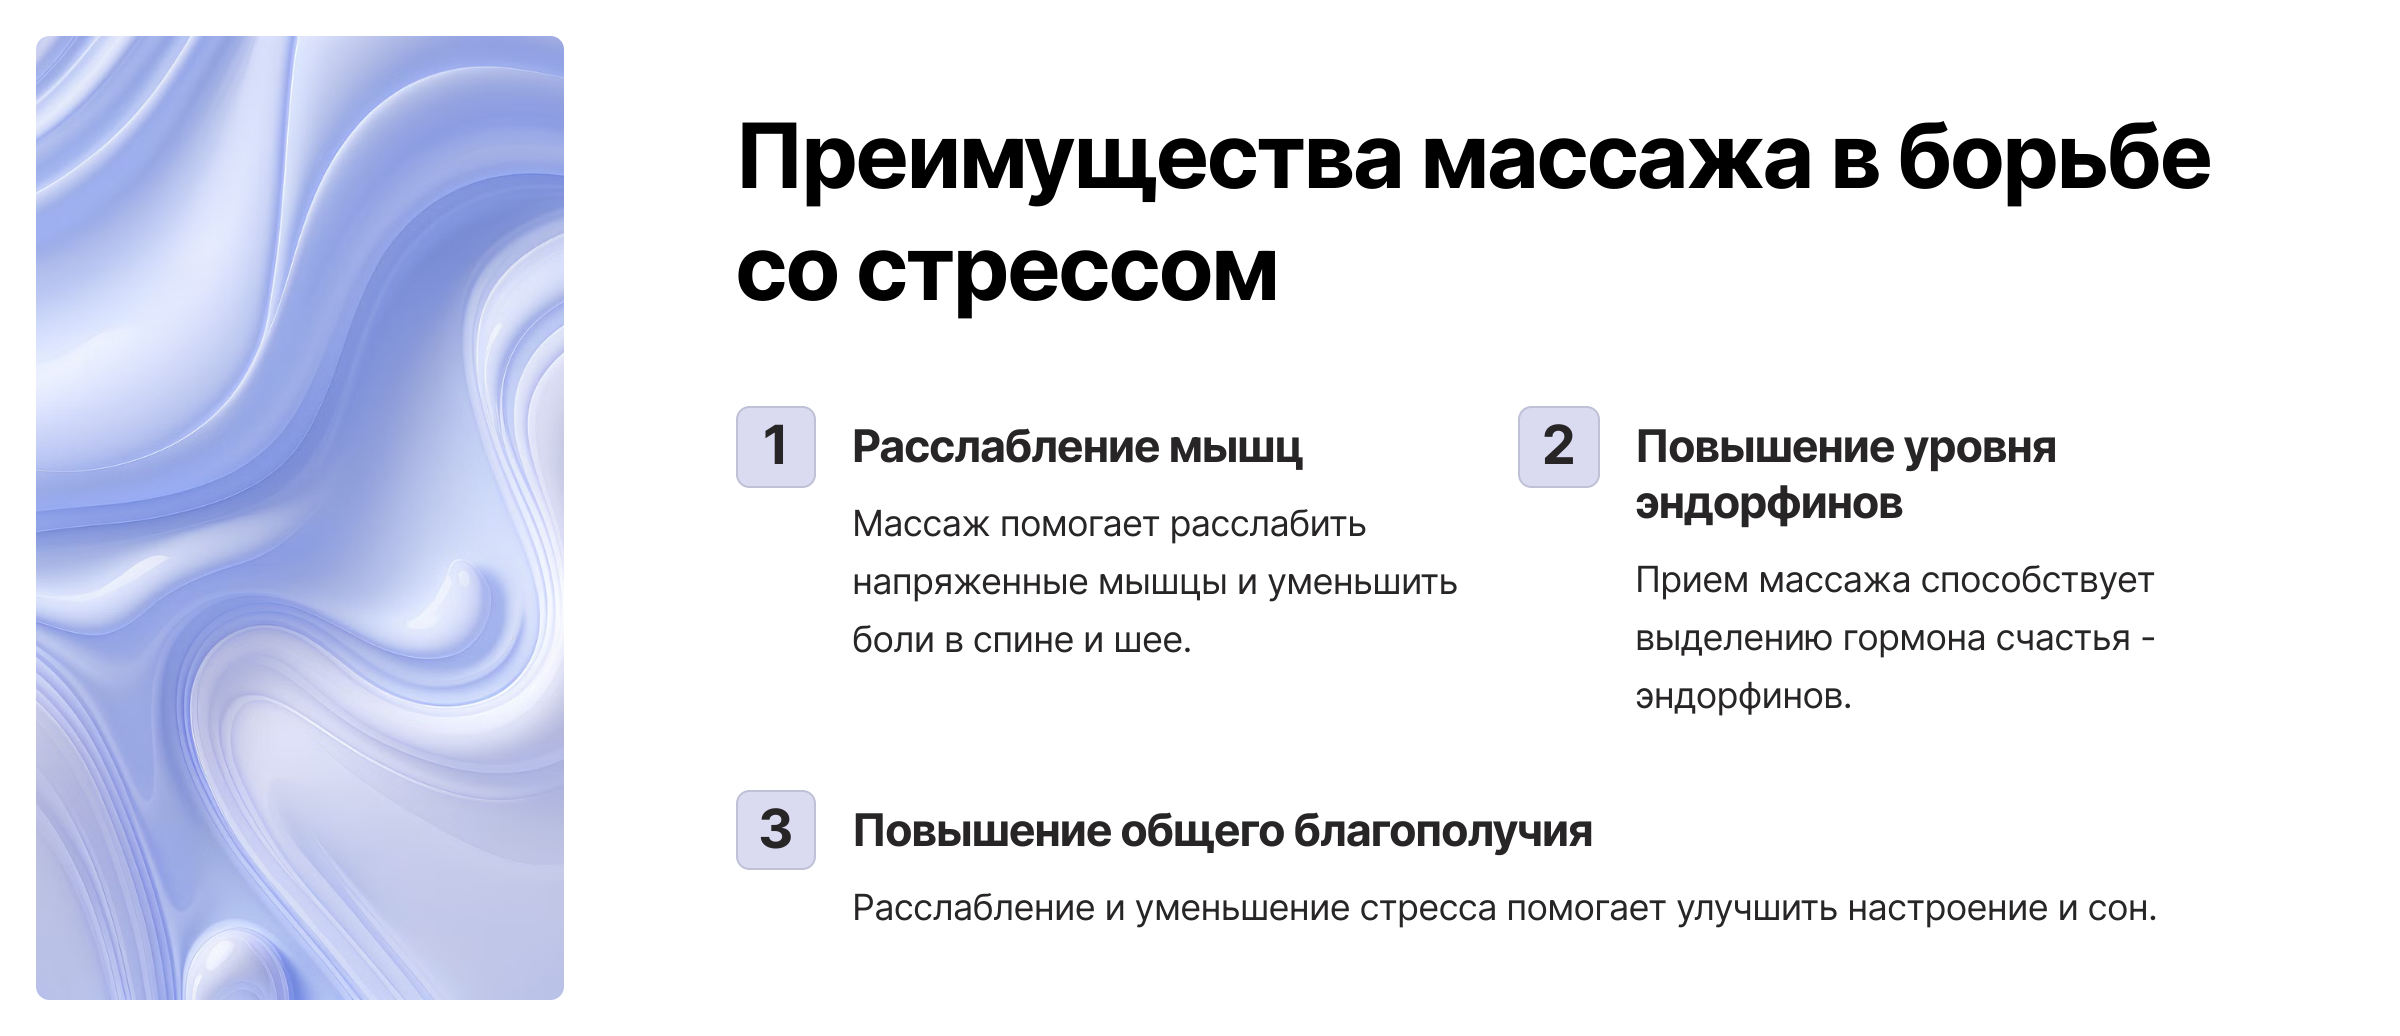 Преимущества массажа в борьбе
со стрессом
1
Расслабление мышц
Массаж помогает расслабить
напряженные мышцы и уменьшить
боли в спине и шее.
2
Повышение уровня
эндорфинов
Прием массажа способствует
выделению гормона счастья -
эндорфинов.
3
Повышение общего благополучия
Расслабление и уменьшение стресса помогает улучшить настроение и сон.